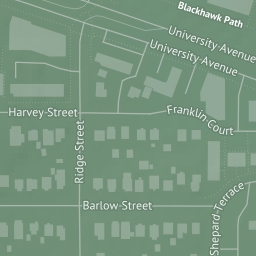 Blackhawk Path
University Avenue
University Avenue
Harvey Street
Franklin Court
Ridge Street
Barlow Street
Shepard Terrace